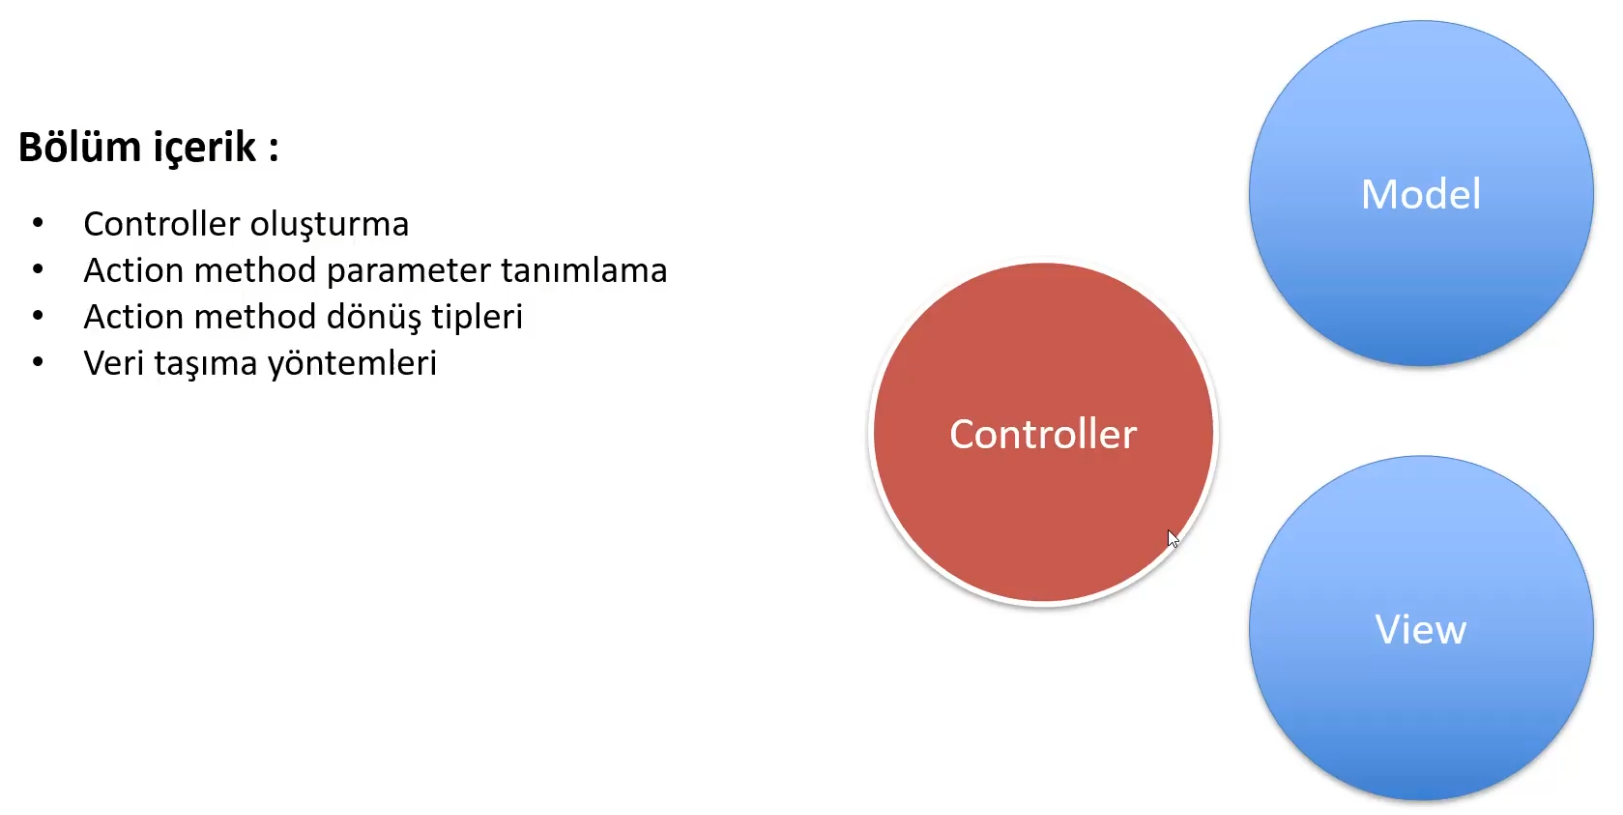 Bölüm içerik :
• Controller oluşturma
• Action method parameter tanımlama
• Action method dönüş tipleri
• Veri taşıma yöntemleri
Model
Controller
View